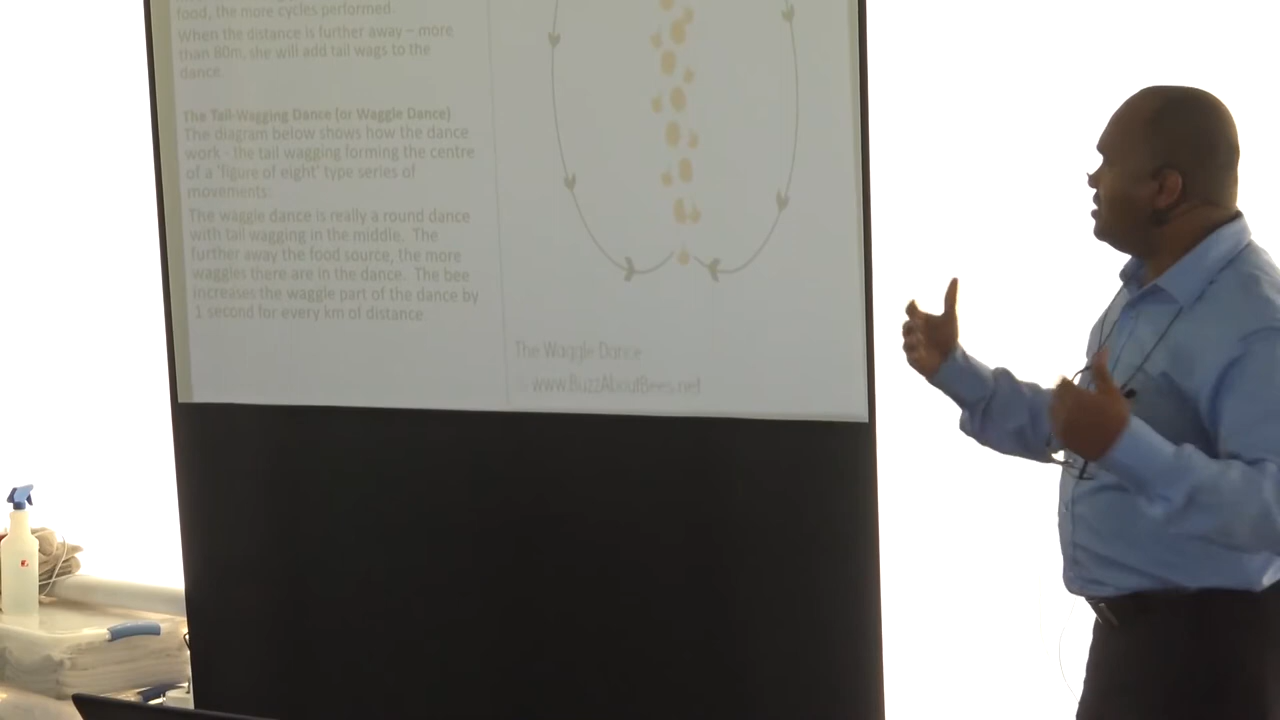 food, the more cycles performed.
When the distance is further away – more
than 80m, she will add tail wags to the
dance.
The Tail-Wagging Dance (or Waggle Dance)
The diagram below shows how the dance
work - the tail wagging forming the centre
of a 'figure of eight' type series of
movements:
The waggle dance is really a round dance
with tail wagging in the middle. The
further away the food source, the more
waggles there are in the dance. The bee
increases the waggle part of the dance by
1 second for every km of distance
The Waggle Dance
© www.BuzzAboutBees.net